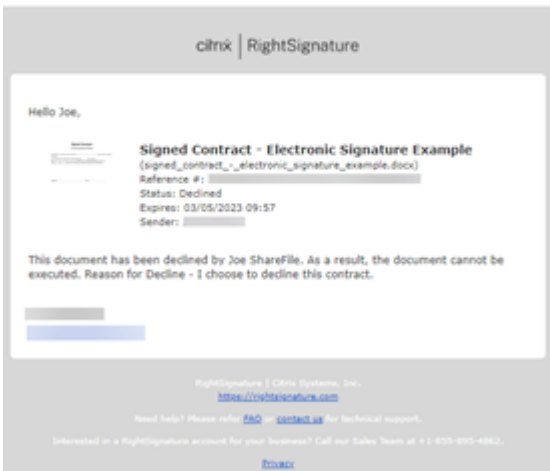 citrix | RightSignature
Hello Joe,
Signed Contract - Electronic Signature Example
(signed_contract_-_electronic_signature_example.docx)
Reference #:
Status: Declined
Expires: 03/05/2023 09:57
Sender:
This document has been declined by Joe ShareFile. As a result, the document cannot be
executed. Reason for Decline - I choose to decline this contract.
RightSignature | Citrix Systems, Inc.
https://rightsignature.com
Need help? Please refer FAQ or contact us for technical support.
Interested in a RightSignature account for your business? Call our Sales Team at +1-855-895-4862.
Privacy